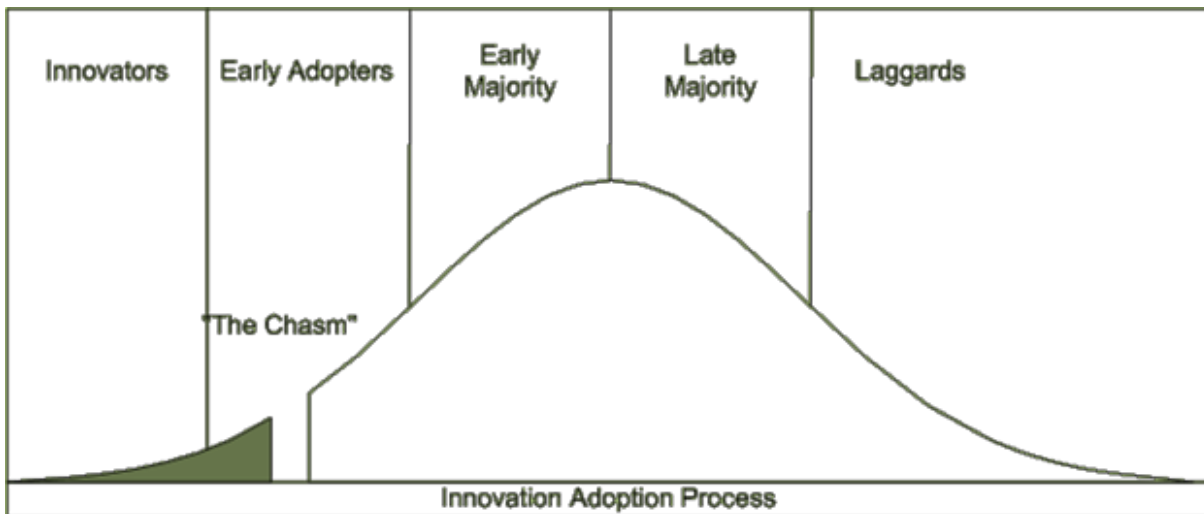 Innovators
Early Adopters
Early
Majority
Late
Majority
Laggards
"The Chasm"
Innovation Adoption Process